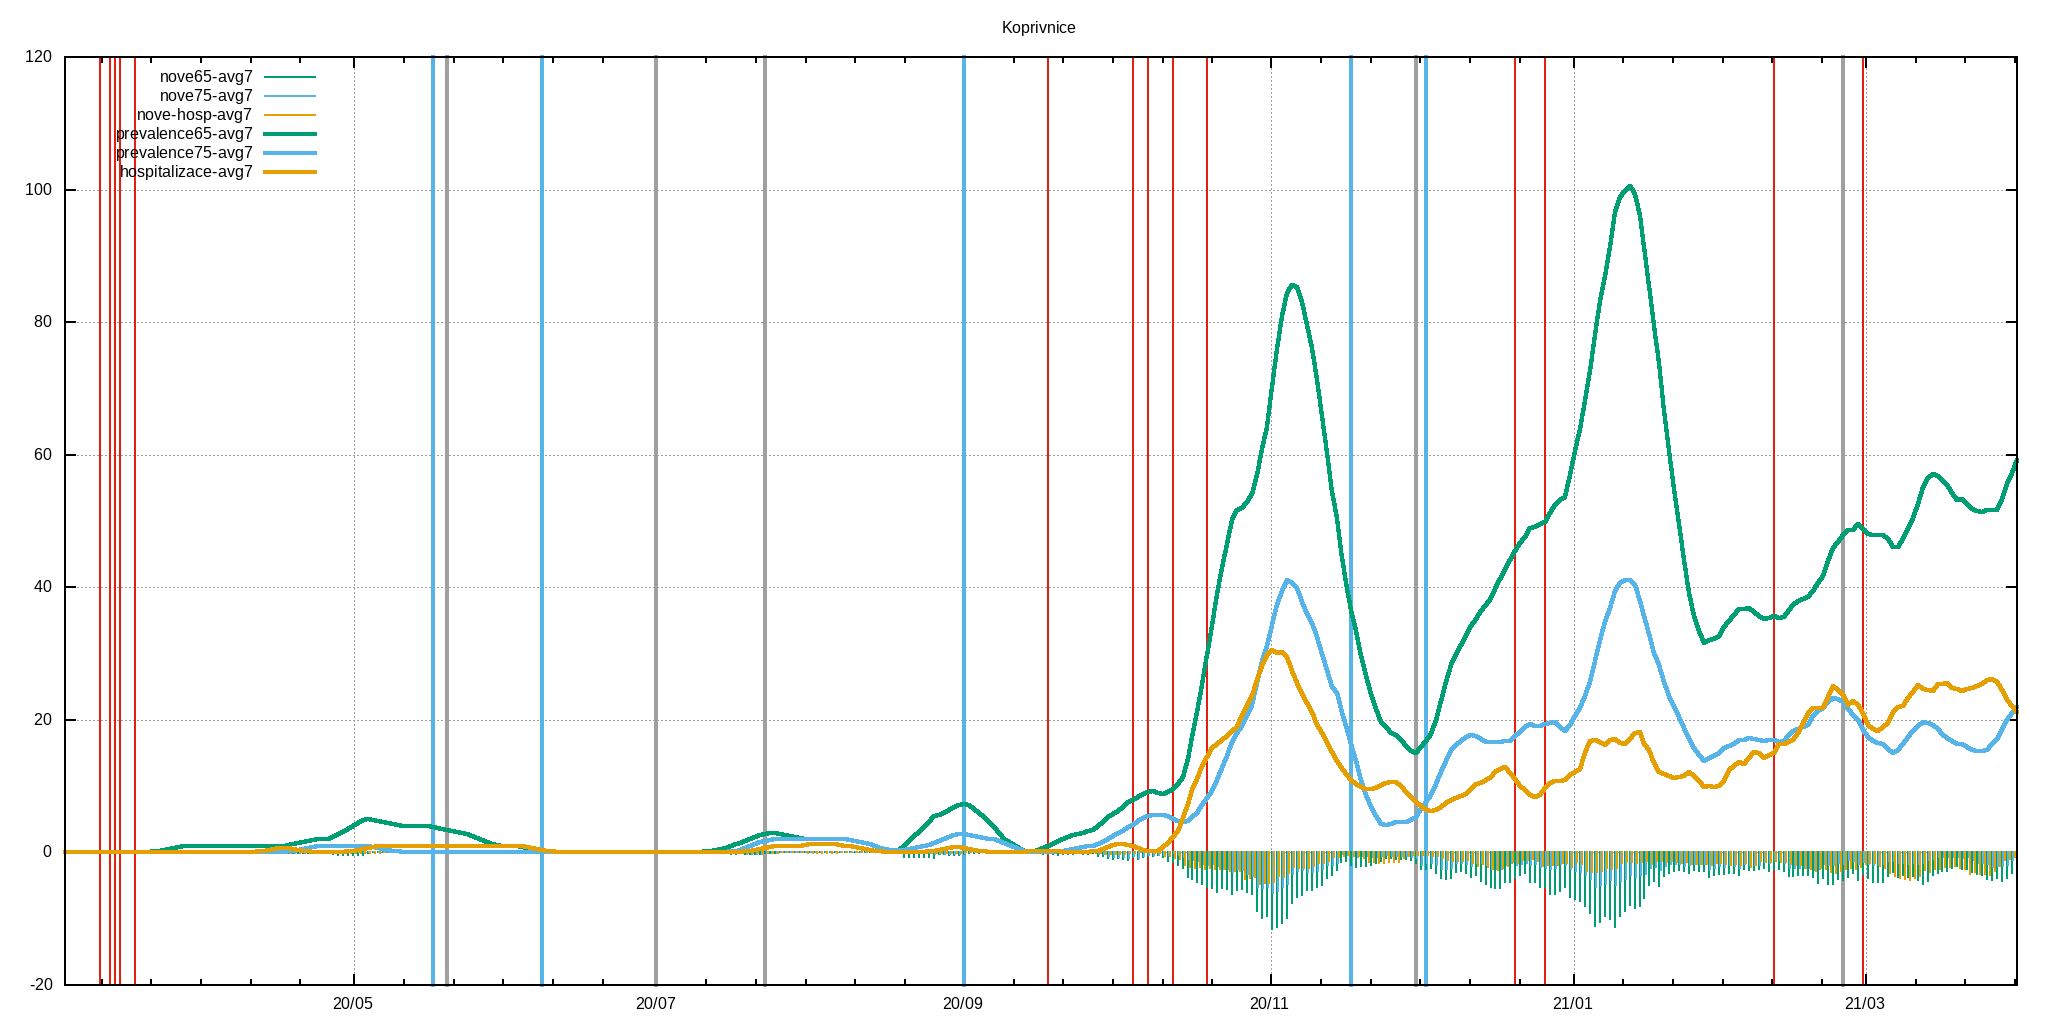 Koprivnice
120
100
80
60
40
20
0
-20
nove65-avg7
nove75-avg7
nove-hosp-avg7
prevalence65-avg7
prevalence75-avg7
hospitalizace-avg7
20/05 20/07 20/09 20/11 21/01 21/03